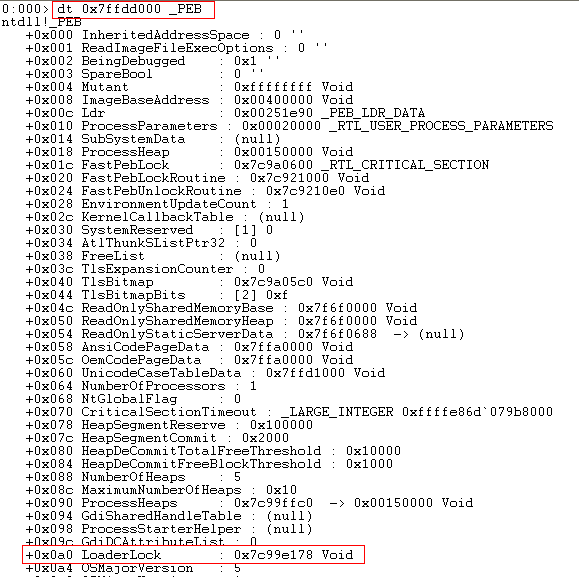 0:000> dt 0x7ffdd000 _PEB
ntdll!_PEB
+0x000 InheritedAddressSpace : 0 ''
+0x001 ReadImageFileExecOptions : 0 ''
+0x002 BeingDebugged : 0x1 ''
+0x003 SpareBool : 0 ''
+0x004 Mutant : 0xffffffff Void
+0x008 ImageBaseAddress : 0x00400000 Void
+0x00c Ldr : 0x00251e90 _PEB_LDR_DATA
+0x010 ProcessParameters : 0x00020000 _RTL_USER_PROCESS_PARAMETERS
+0x014 SubSystemData : (null)
+0x018 ProcessHeap : 0x00150000 Void
+0x01c FastPebLock : 0x7c9a0600 _RTL_CRITICAL_SECTION
+0x020 FastPebLockRoutine : 0x7c921000 Void
+0x024 FastPebUnlockRoutine : 0x7c9210e0 Void
+0x028 EnvironmentUpdateCount : 1
+0x02c KernelCallbackTable : (null)
+0x030 SystemReserved : [1] 0
+0x034 AtlThunkSListPtr32 : 0
+0x038 FreeList : (null)
+0x03c TlsExpansionCounter : 0
+0x040 TlsBitmap : 0x7c9a05c0 Void
+0x044 TlsBitmapBits : [2] 0xf
+0x04c ReadOnlySharedMemoryBase : 0x7f6f0000 Void
+0x050 ReadOnlySharedMemoryHeap : 0x7f6f0000 Void
+0x054 ReadOnlyStaticServerData : 0x7f6f0688 -> (null)
+0x058 AnsiCodePageData : 0x7ffa0000 Void
+0x05c OemCodePageData : 0x7ffa0000 Void
+0x060 UnicodeCaseTableData : 0x7ffd1000 Void
+0x064 NumberOfProcessors : 1
+0x068 NtGlobalFlag : 0
+0x070 CriticalSectionTimeout : _LARGE_INTEGER 0xffffe86d`079b8000
+0x078 HeapSegmentReserve : 0x100000
+0x07c HeapSegmentCommit : 0x2000
+0x080 HeapDeCommitTotalFreeThreshold : 0x10000
+0x084 HeapDeCommitFreeBlockThreshold : 0x1000
+0x088 NumberOfHeaps : 5
+0x08c MaximumNumberOfHeaps : 0x10
+0x090 ProcessHeaps : 0x7c99ffc0 -> 0x00150000 Void
+0x094 GdiSharedHandleTable : (null)
+0x098 ProcessStarterHelper : (null)
+0x09c GdiDCAttributeList : 0
+0x0a0 LoaderLock : 0x7c99e178 Void
+0x0a4 OSMajorVersion : 5